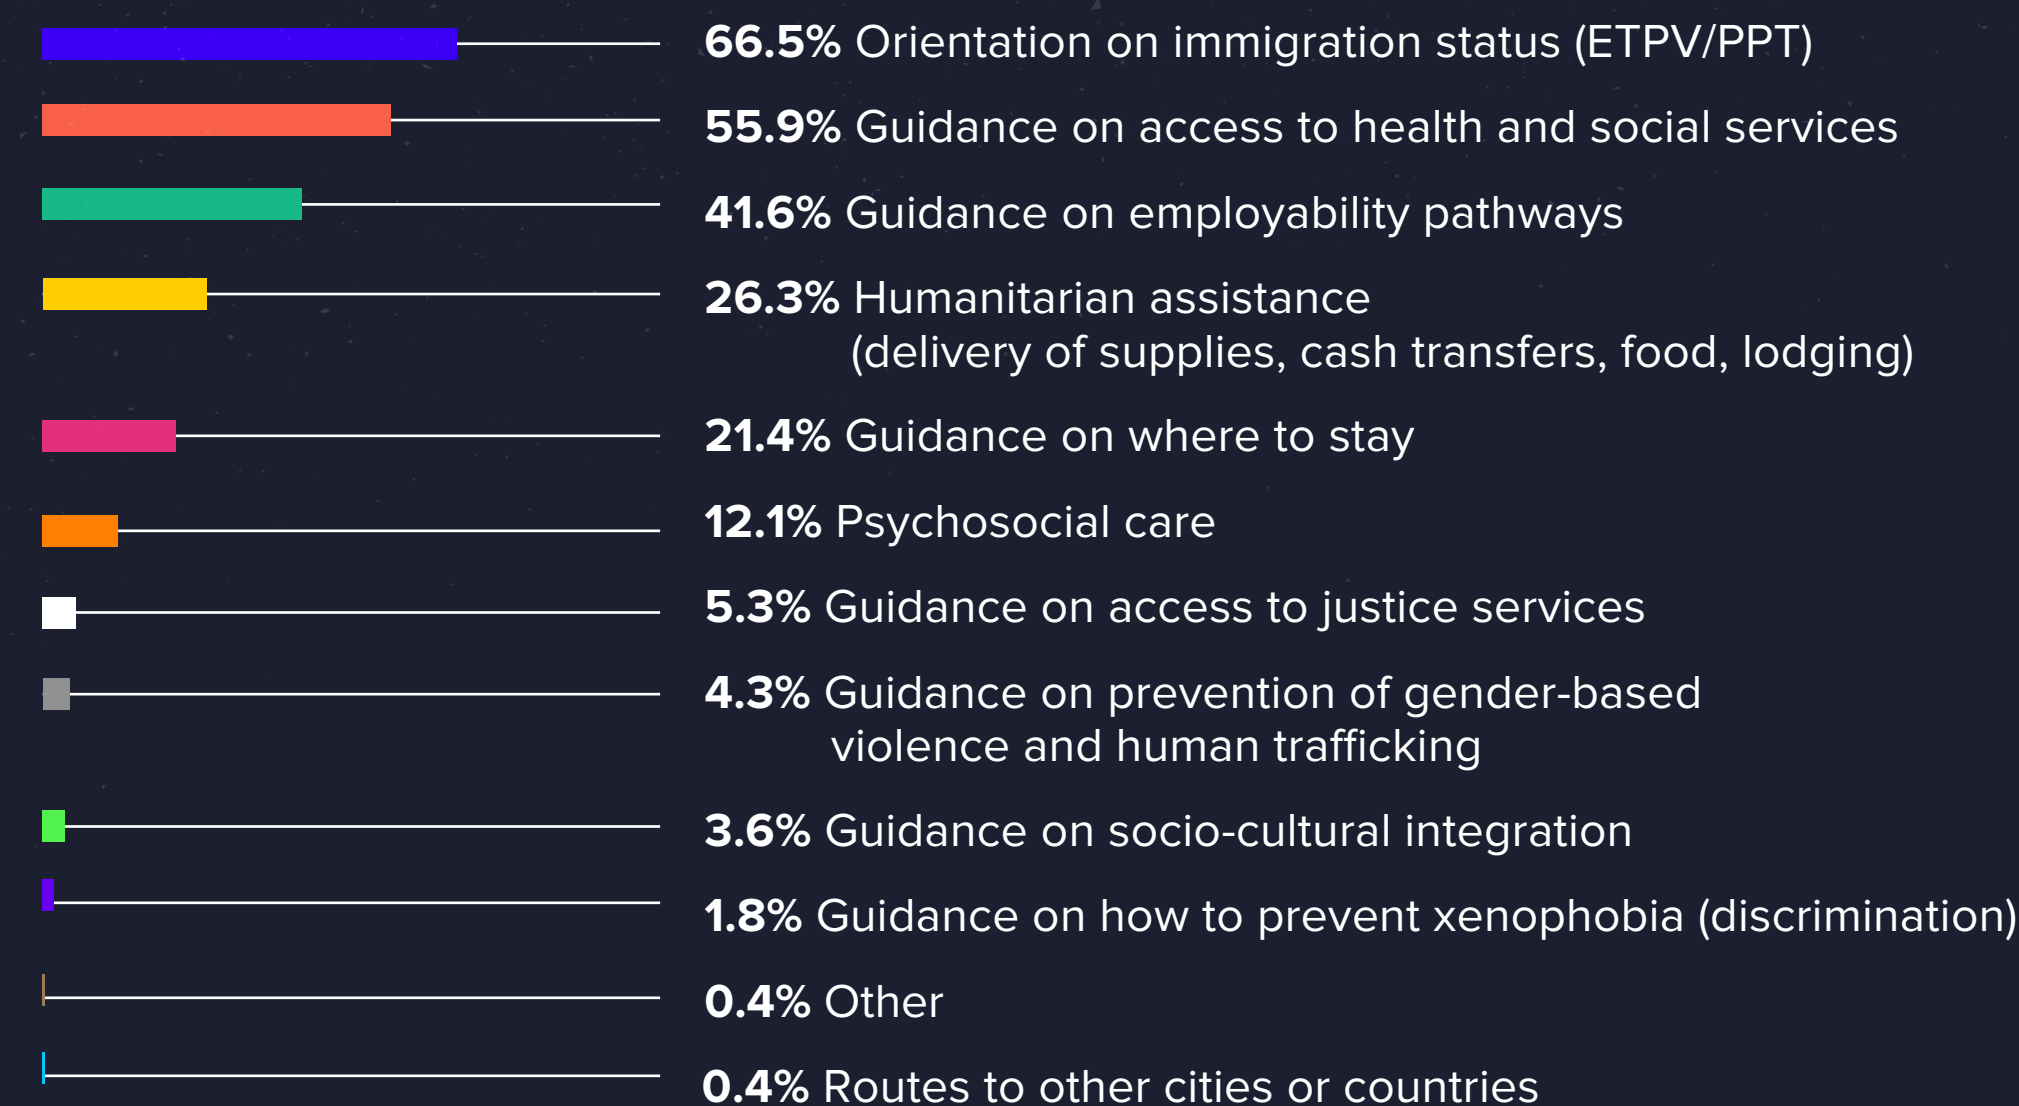 66.5% Orientation on immigration status (ETPV/PPT)
55.9% Guidance on access to health and social services
41.6% Guidance on employability pathways
26.3% Humanitarian assistance
(delivery of supplies, cash transfers, food, lodging)
21.4% Guidance on where to stay
12.1% Psychosocial care
5.3% Guidance on access to justice services
4.3% Guidance on prevention of gender-based
violence and human trafficking
3.6% Guidance on socio-cultural integration
1.8% Guidance on how to prevent xenophobia (discrimination)
0.4% Other
0.4% Routes to other cities or countries